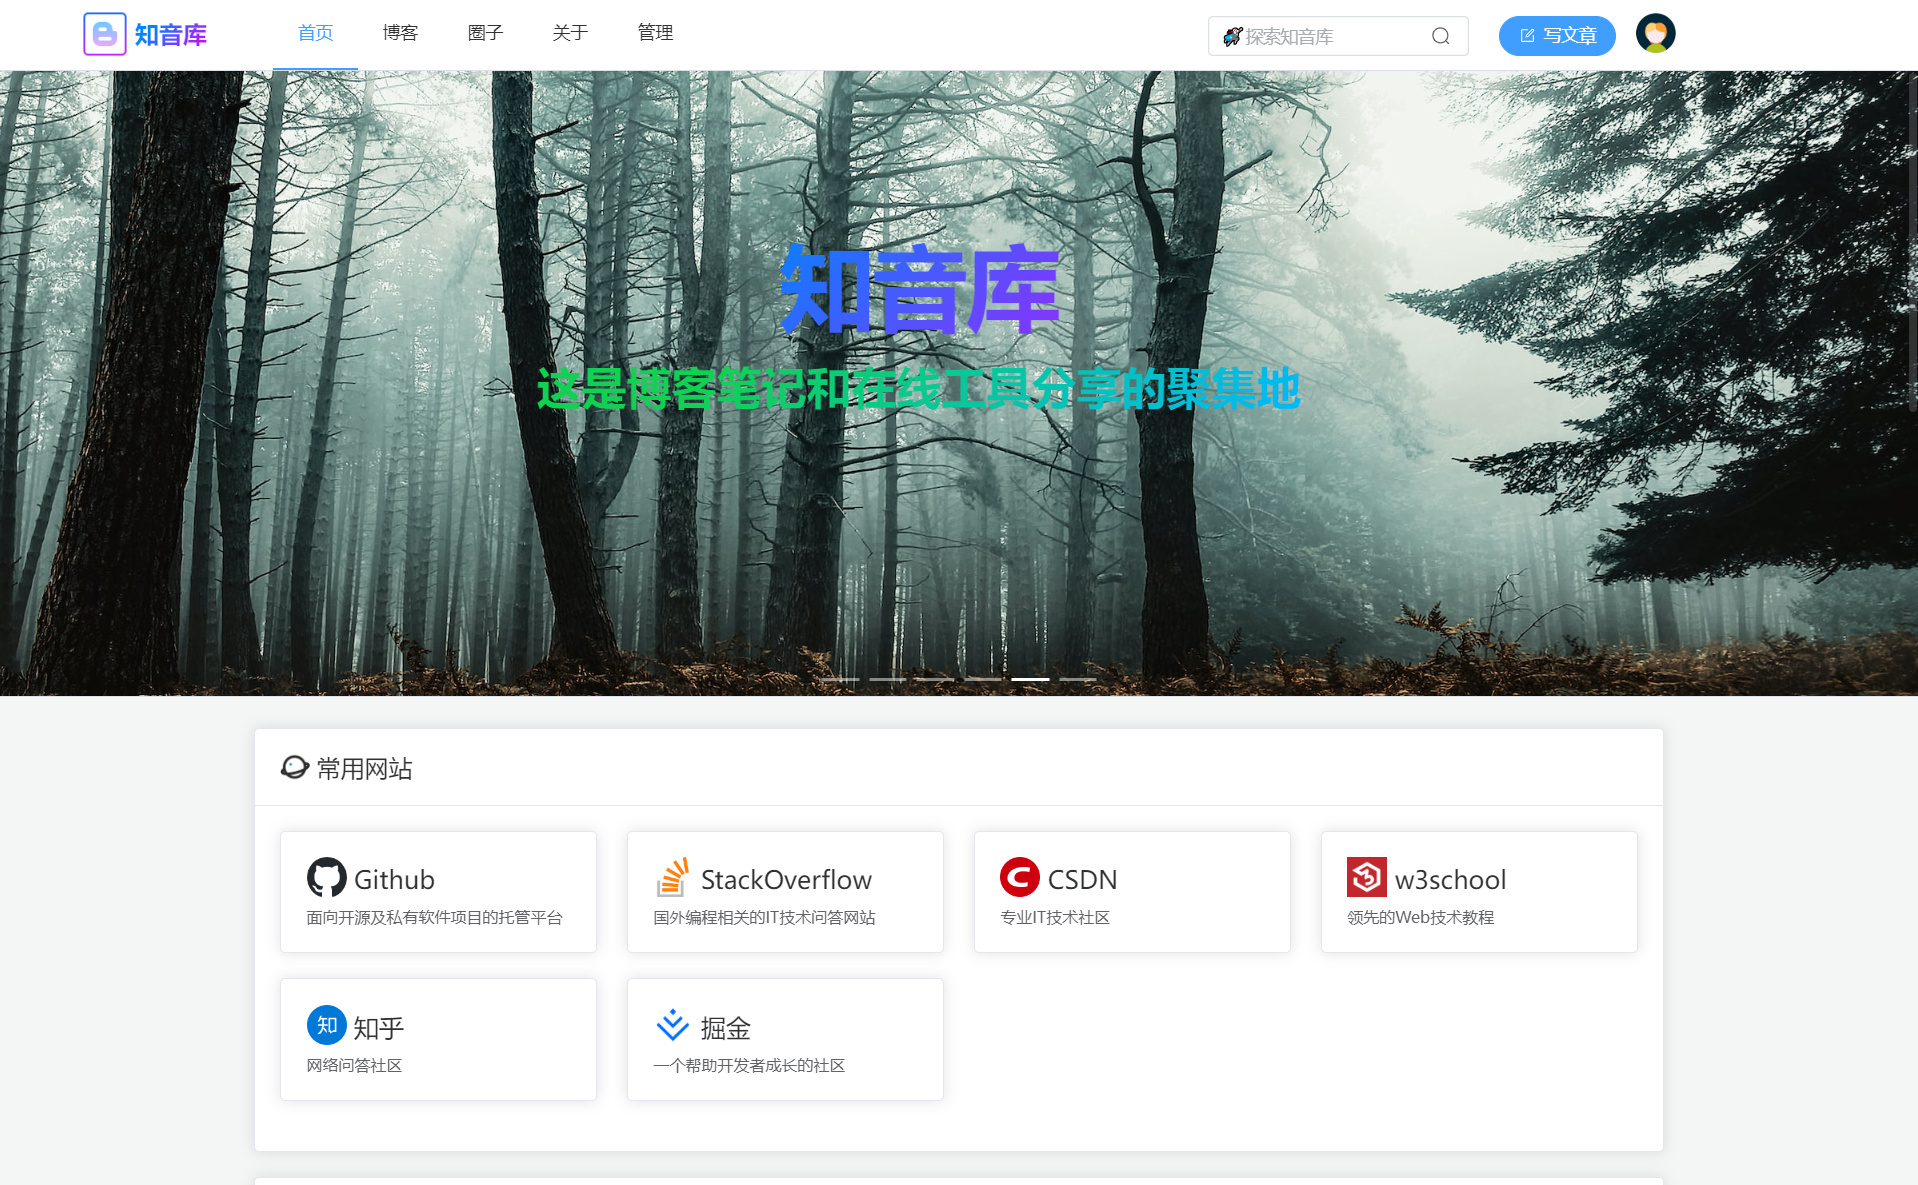 知音库
首页 博客 圈子 关于 管理
探索知音库
写文章
知音库
这是博客笔记和在线工具分享的聚集地
常用网站
Github
面向开源及私有软件项目的托管平台
StackOverflow
国外编程相关的IT技术问答网站
CSDN
专业IT技术社区
w3school
领先的Web技术教程
知 知乎
网络问答社区
掘金
一个帮助开发者成长的社区